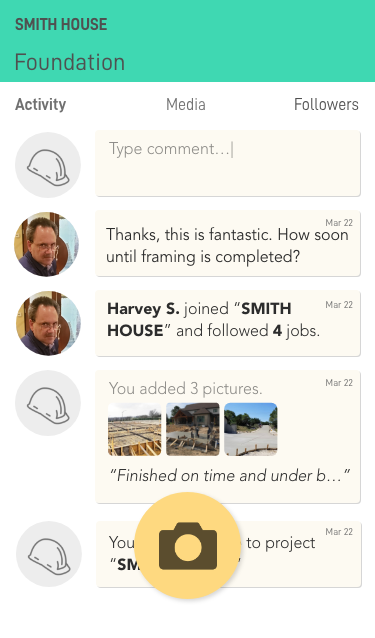 SMITH HOUSE
Foundation
Activity Media Followers
Type comment...
Mar 22
Thanks, this is fantastic. How soon
until framing is completed?
Mar 22
Harvey S. joined “SMITH
HOUSE” and followed 4 jobs.
Mar 22
You added 3 pictures.
“Finished on time and under b...”
Mar 22
You to project
“SM ”